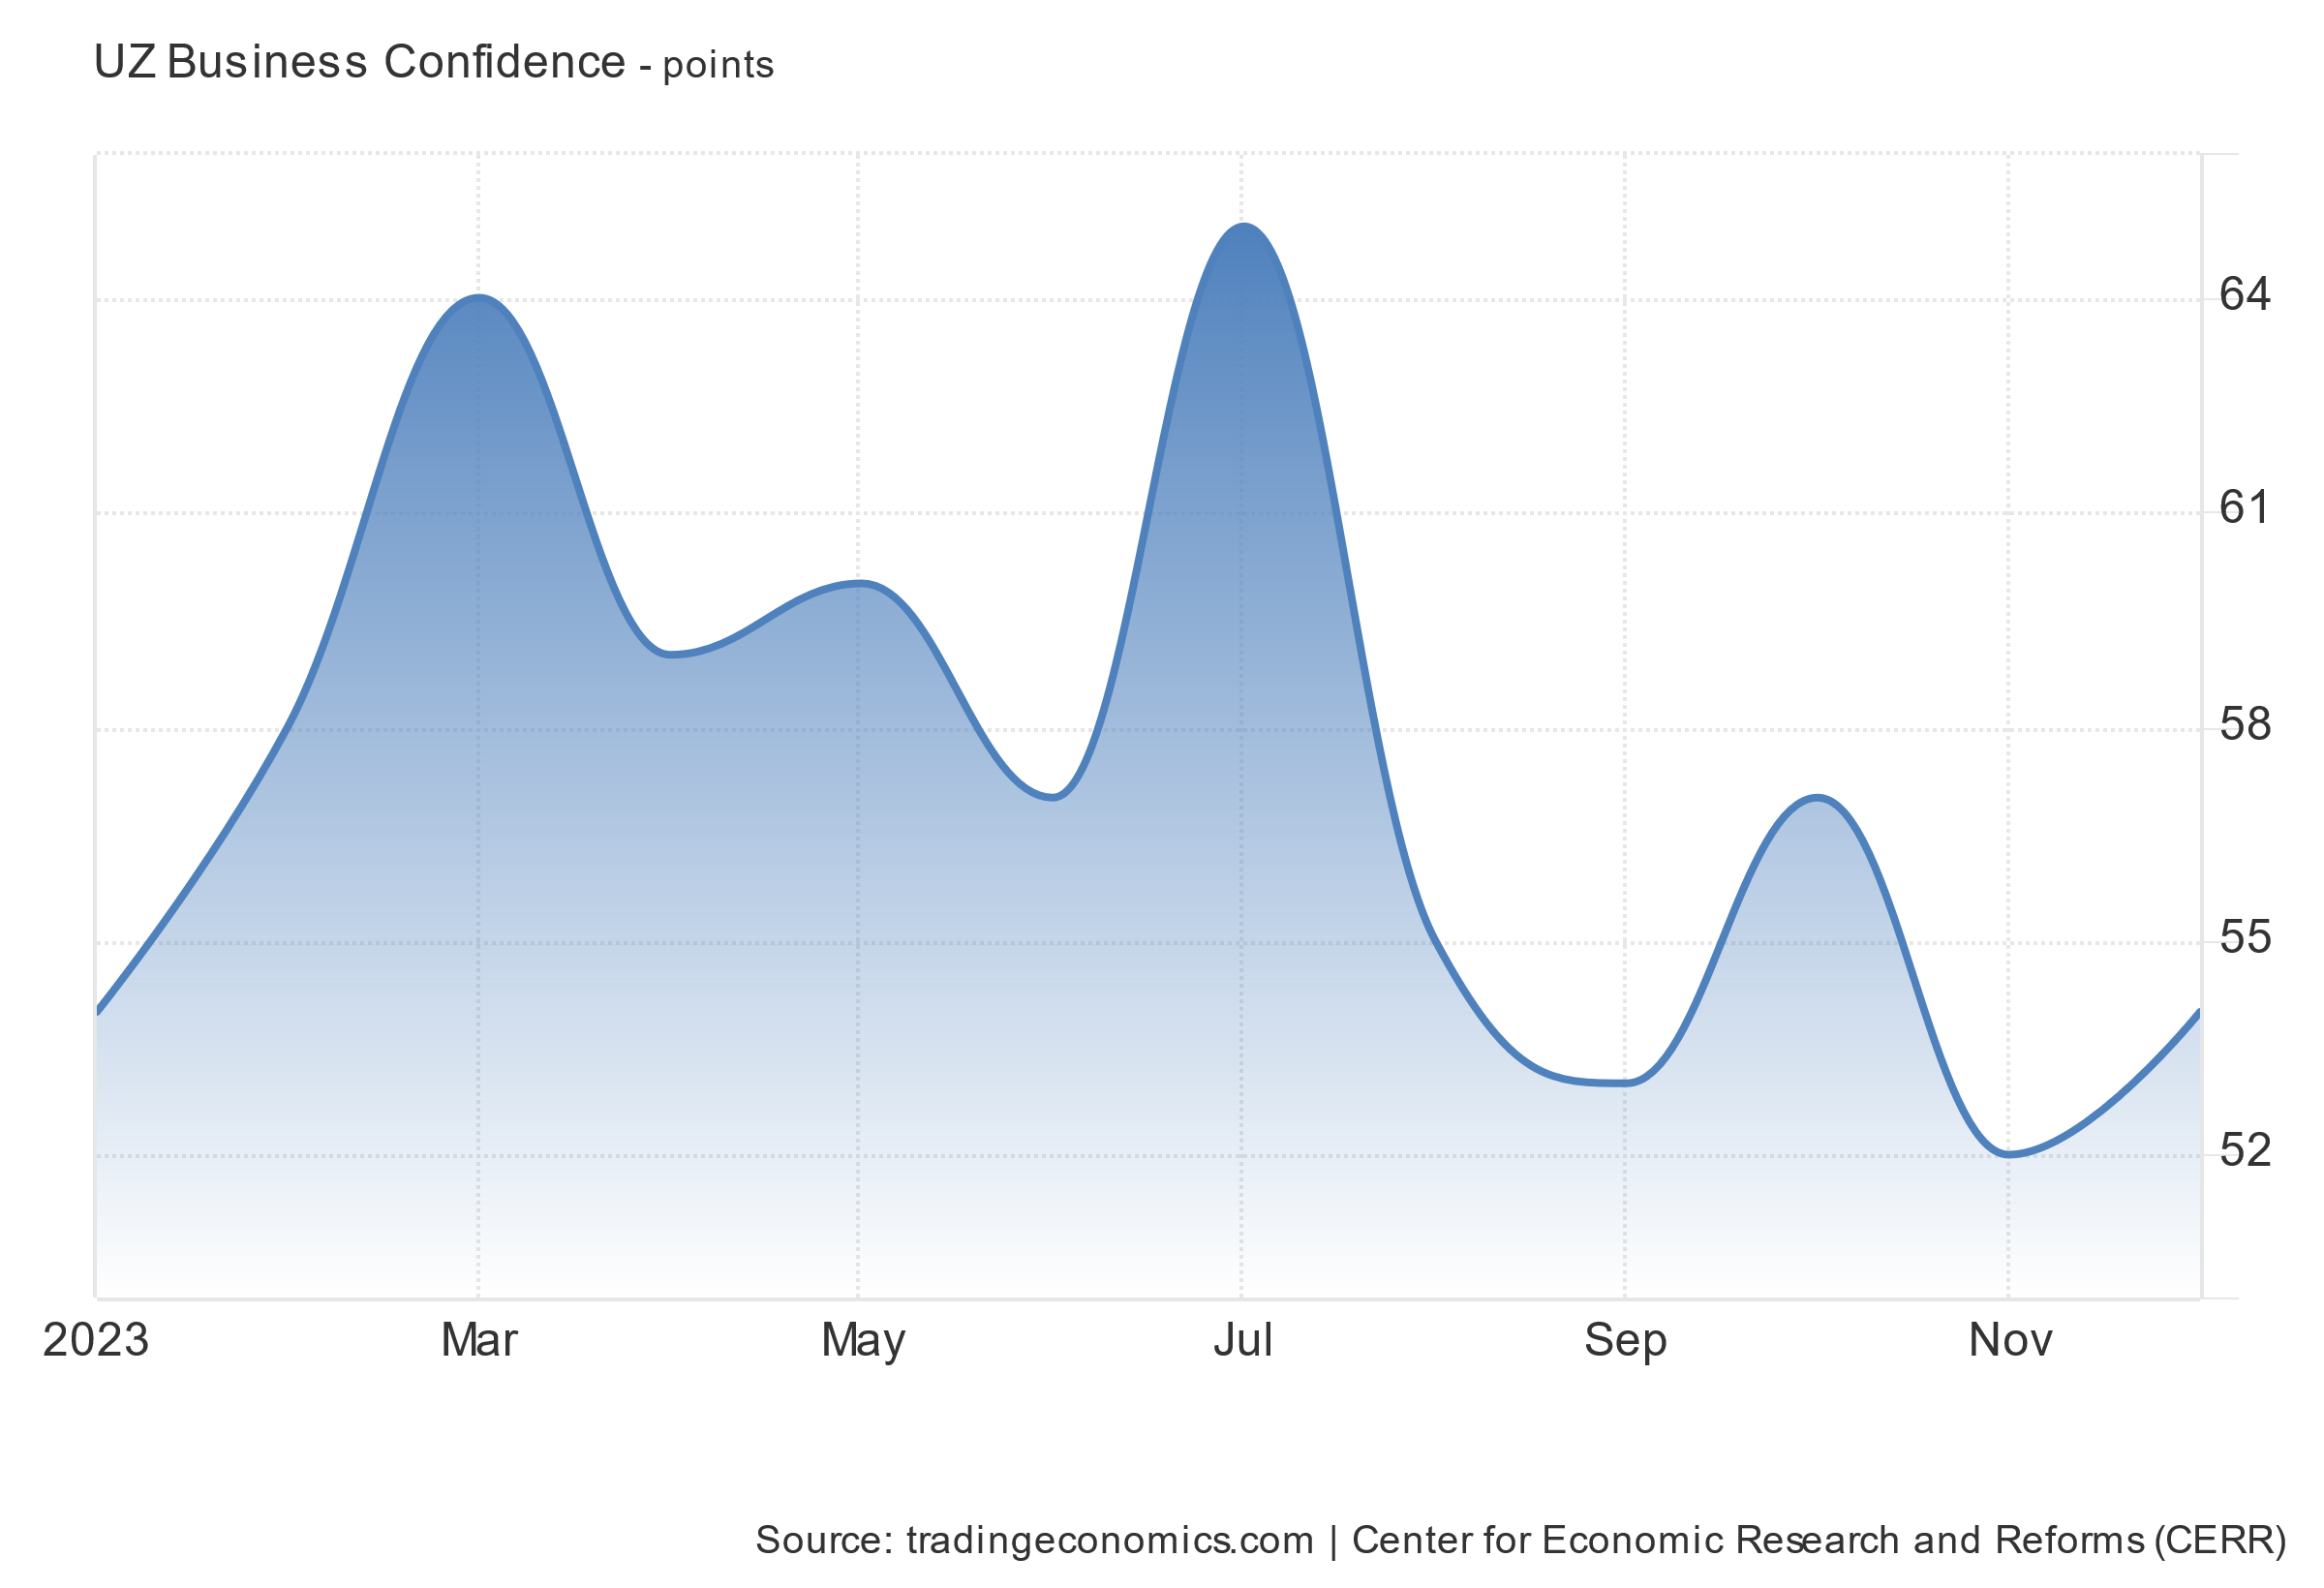 UZ Business Confidence - points
64
61
58
55
52
2023 Mar May Jul Sep Nov
Source: tradingeconomics.com | Center for Economic Research and Reforms (CERR)